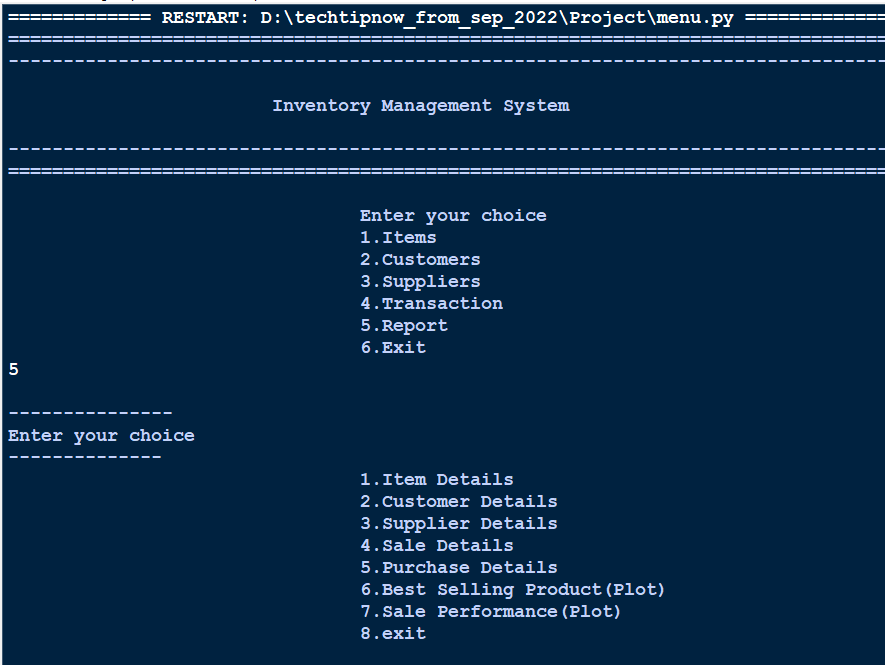 ============= RESTART: D:\techtipnow_from_sep_2022\Project\menu.py =============
================================================================================
--------------------------------------------------------------------------------
Inventory Management System
--------------------------------------------------------------------------------
================================================================================
Enter your choice
1.Items
2.Customers
3.Suppliers
4.Transaction
5.Report
6.Exit
5
---------------
Enter your choice
--------------
1.Item Details
2.Customer Details
3.Supplier Details
4.Sale Details
5.Purchase Details
6.Best Selling Product(Plot)
7.Sale Performance(Plot)
8.exit